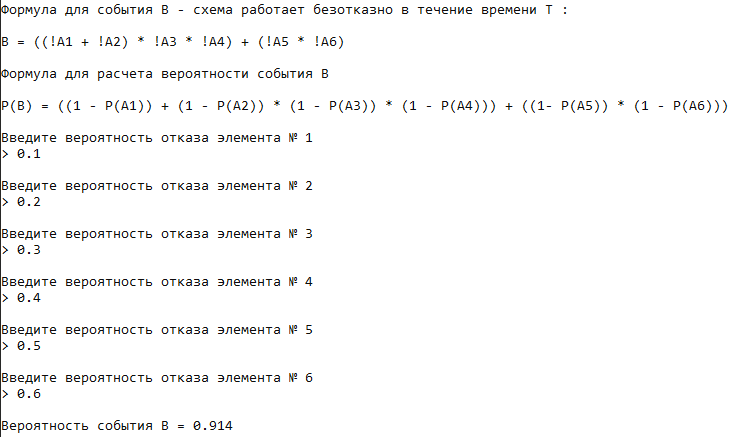 Формула для события B - схема работает безотказно в течение времени T :
B = ((!A1 + !A2) * !A3 * !A4) + (!A5 * !A6)
Формула для расчета вероятности события B
P(B) = ((1 - P(A1)) + (1 - P(A2)) * (1 - P(A3)) * (1 - P(A4))) + ((1- P(A5)) * (1 - P(A6)))
Введите вероятность отказа элемента № 1
> 0.1
Введите вероятность отказа элемента № 2
> 0.2
Введите вероятность отказа элемента № 3
> 0.3
Введите вероятность отказа элемента № 4
> 0.4
Введите вероятность отказа элемента № 5
> 0.5
Введите вероятность отказа элемента № 6
> 0.6
Вероятность события B = 0.914